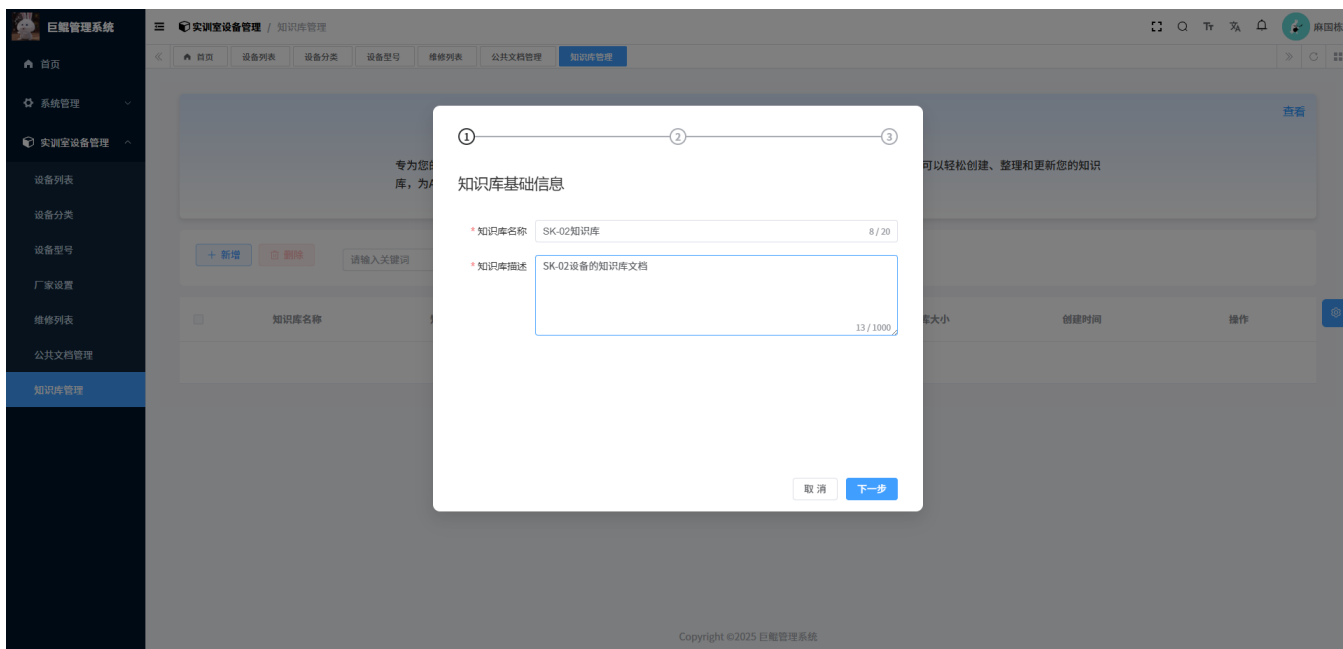 巨鲲管理系统
实训室设备管理 / 知识库管理
麻国栋
首页
设备列表
设备分类
设备型号
维修列表
公共文档管理
知识库管理
首页
系统管理
实训室设备管理
设备列表
设备分类
设备型号
厂家设置
维修列表
公共文档管理
知识库管理
查看
专为您的
可以轻松创建、整理和更新您的知识
库，为A
+ 新增
删除
请输入关键词
知识库名称
库大小
创建时间
操作
1
2
3
知识库基础信息
* 知识库名称
SK-02知识库
8 / 20
* 知识库描述
SK-02设备的知识库文档
13 / 1000
取 消
下一步
Copyright ©2025 巨鲲管理系统